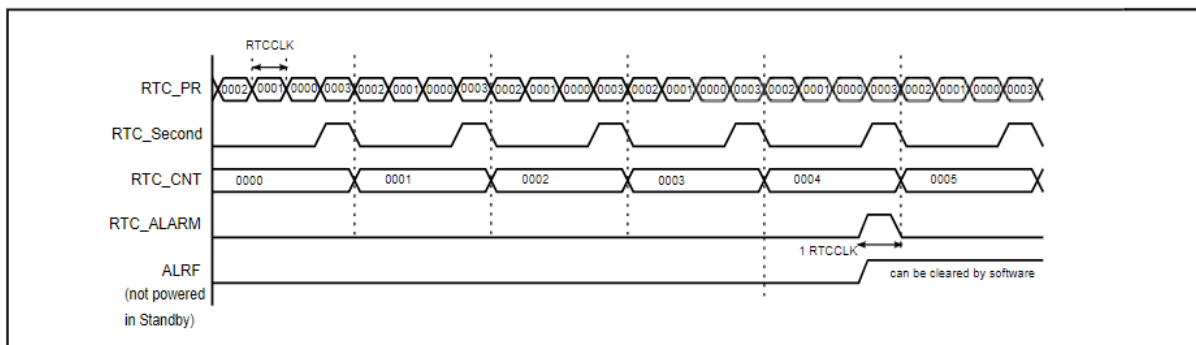 RTCCLK
RTC_PR 0002 0001 0000 0003 0002 0001 0000 0003 0002 0001 0000 0003 0002 0001 0000 0003 0002 0001 0000 0003 0002 0001 0000 0003
RTC_Second
RTC_CNT 0000 0001 0002 0003 0004 0005
RTC_ALARM
1 RTCCLK
ALRF can be cleared by software
(not powered
in Standby)